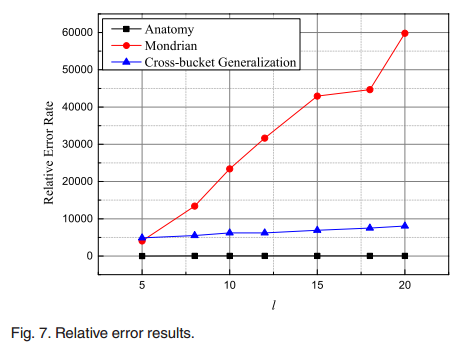 60000
50000
40000
30000
20000
10000
0
Relative Error Rate
Anatomy
Mondrian
Cross-bucket Generalization
5
10
15
20
l
Fig. 7. Relative error results.